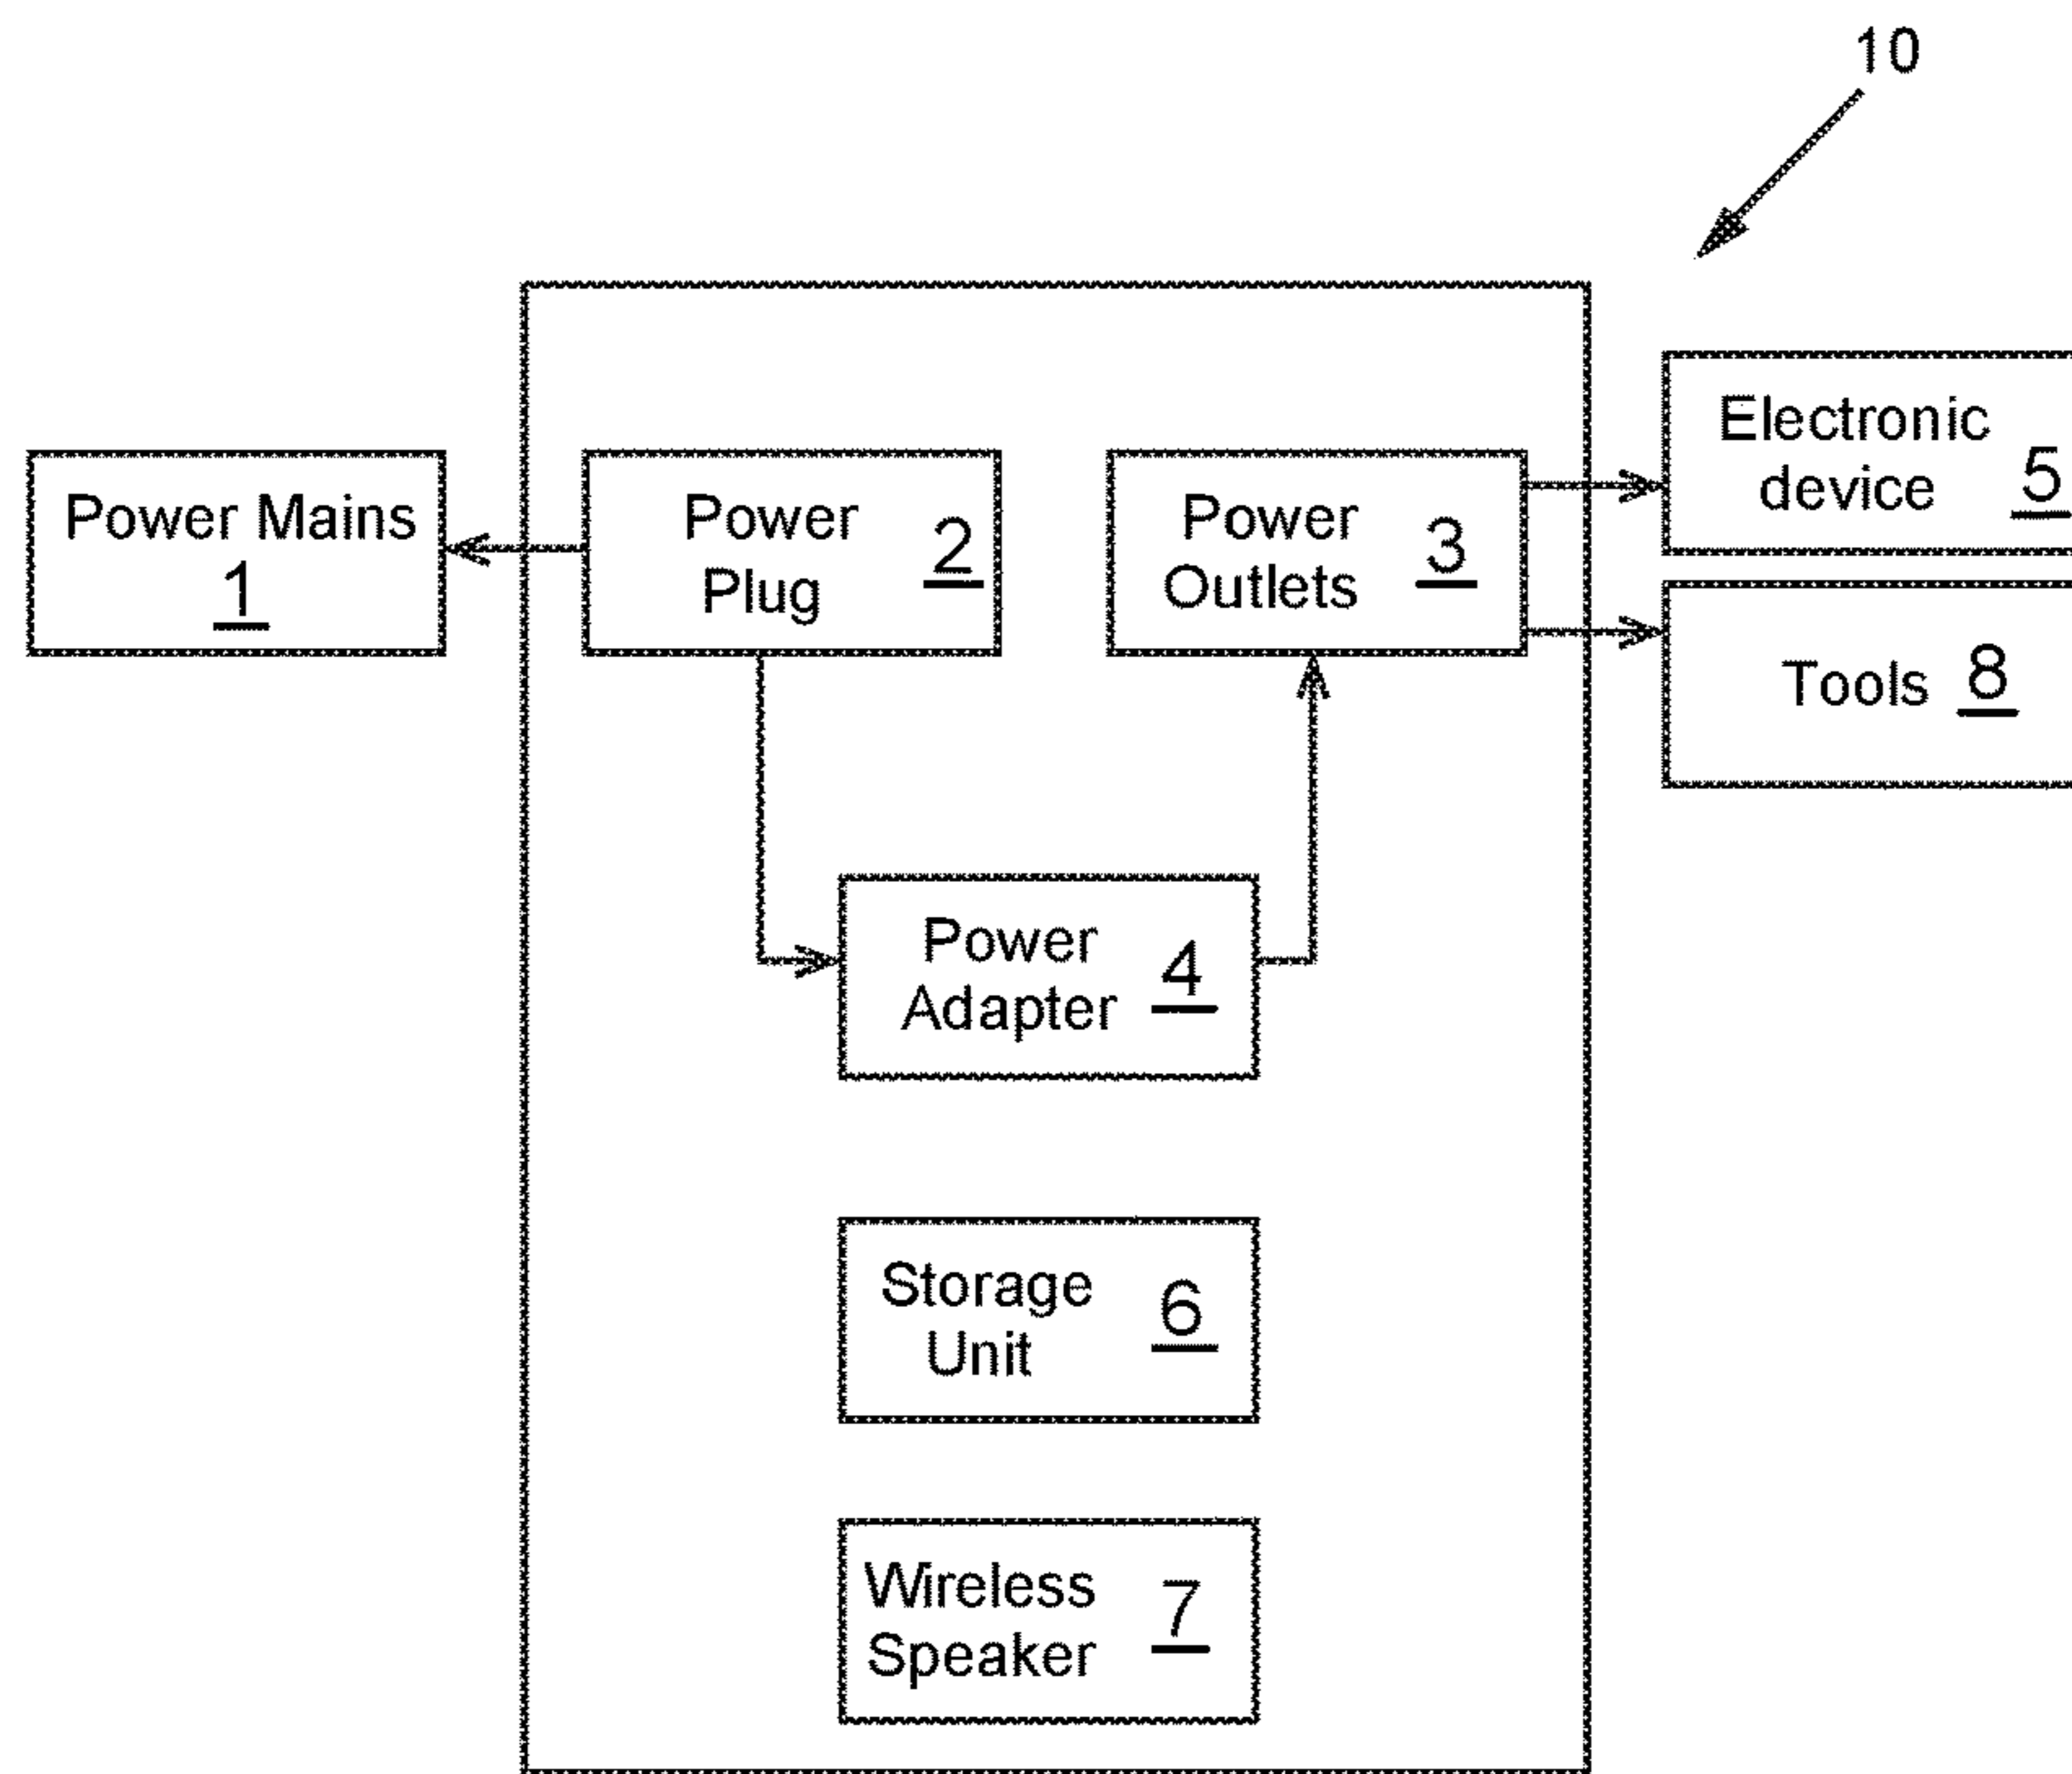 10
Power Mains
1
Power
Plug
2
Power
Outlets
3
Electronic
device
5
Tools 8
Power
Adapter
4
Storage
Unit
6
Wireless
Speaker
7